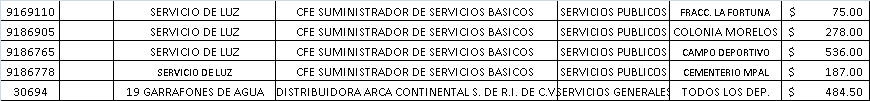 9169110 SERVICIO DE LUZ CFE SUMINISTRADOR DE SERVICIOS BASICOS SERVICIOS PUBLICOS FRACC. LA FORTUNA $ 75.00
9186905 SERVICIO DE LUZ CFE SUMINISTRADOR DE SERVICIOS BASICOS SERVICIOS PUBLICOS COLONIA MORELOS $ 278.00
9186765 SERVICIO DE LUZ CFE SUMINISTRADOR DE SERVICIOS BASICOS SERVICIOS PUBLICOS CAMPO DEPORTIVO $ 536.00
9186778 SERVICIO DE LUZ CFE SUMINISTRADOR DE SERVICIOS BASICOS SERVICIOS PUBLICOS CEMENTERIO MPAL $ 187.00
30694 19 GARRAFONES DE AGUA DISTRIBUIDORA ARCA CONTINENTAL S. DE R.I. DE C.V SERVICIOS GENERALES TODOS LOS DEP. $ 484.50